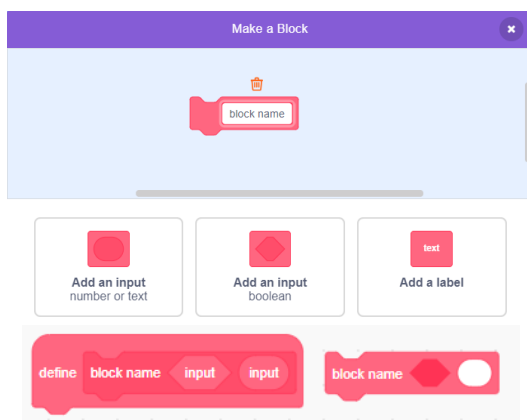 Make a Block
block name
text
Add an input
number or text
Add an input
boolean
Add a label
define block name input input
block name